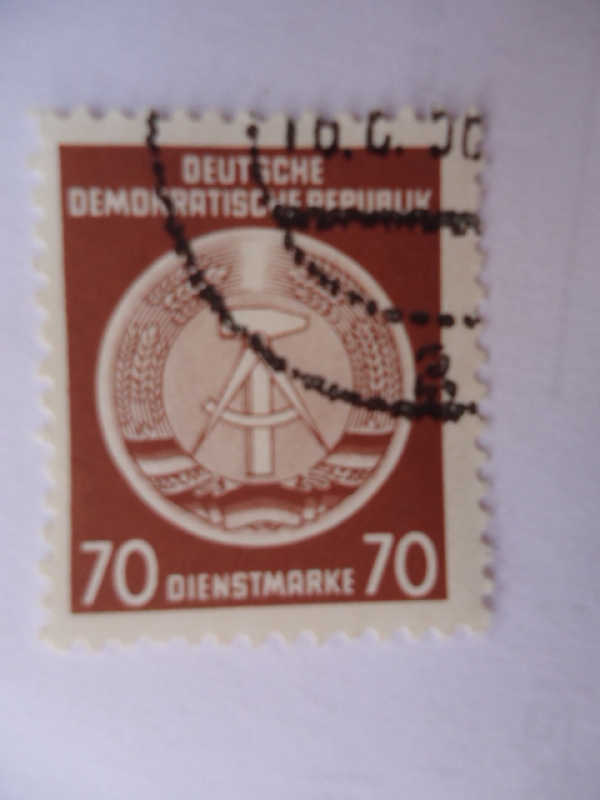 DEUTSCHE
DEMOKRATISCHE REPUBLIK
70 DIENSTMARKE 70